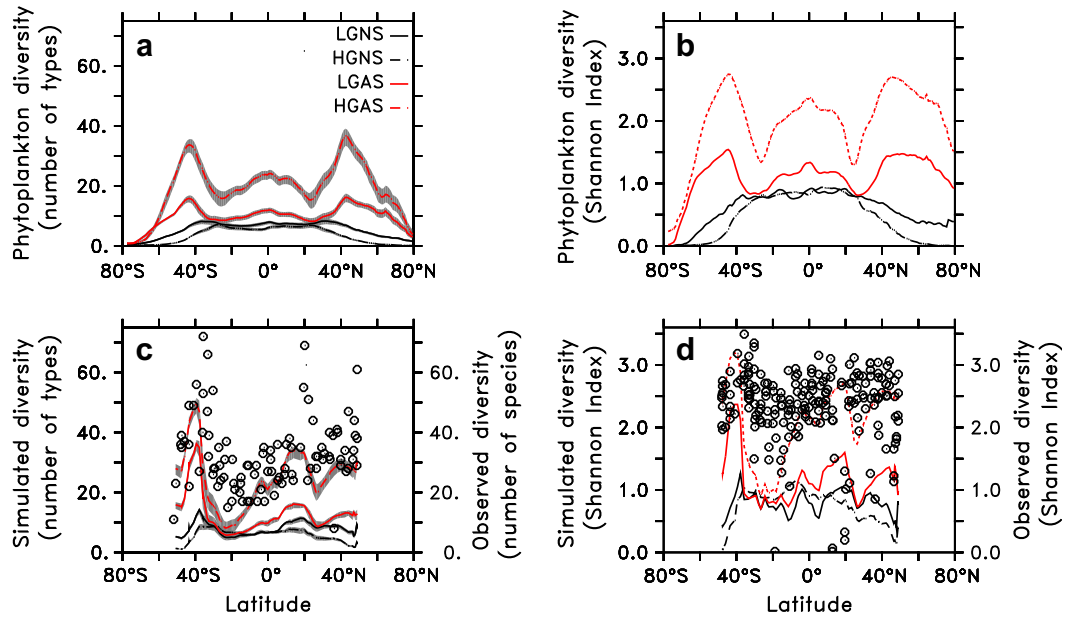 a
LGNS
HGNS
LGAS
HGAS
Phytoplankton diversity
(number of types)
60.
40.
20.
0.
80°S 40°S 0° 40°N 80°N
b
Phytoplankton diversity
(Shannon Index)
3.0
2.0
1.0
0.0
80°S 40°S 0° 40°N 80°N
c
Simulated diversity
(number of types)
60.
40.
20.
0.
60.
40.
20.
0.
Observed diversity
(number of species)
80°S 40°S 0° 40°N 80°N
Latitude
d
Simulated diversity
(Shannon Index)
3.0
2.0
1.0
0.0
3.0
2.0
1.0
0.0
Observed diversity
(Shannon Index)
80°S 40°S 0° 40°N 80°N
Latitude